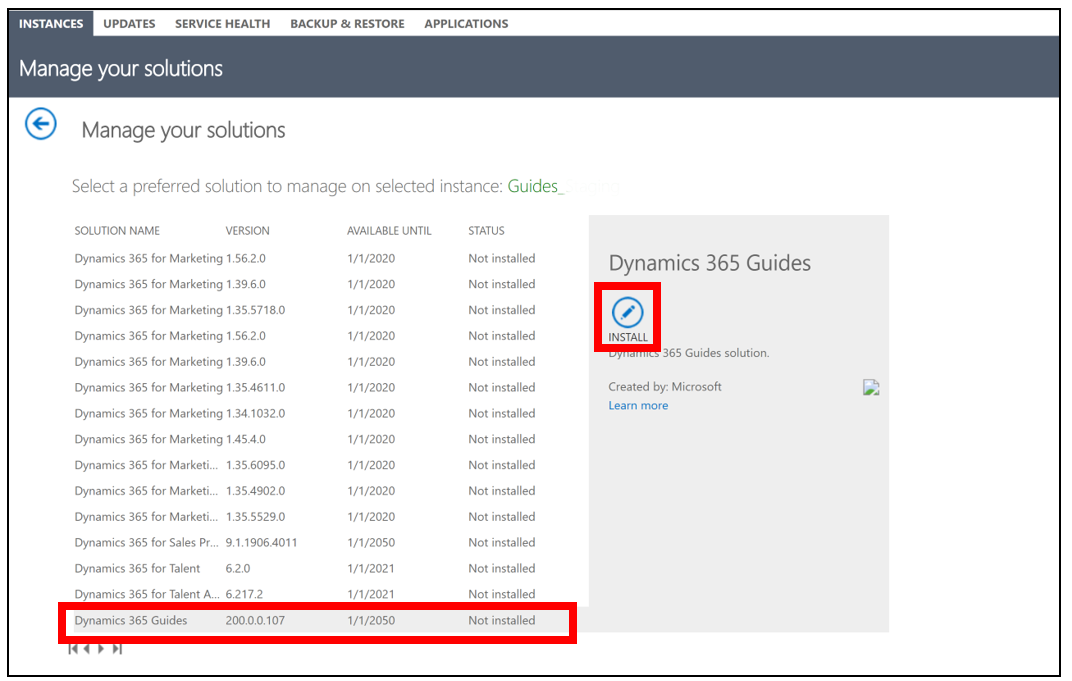 INSTANCES UPDATES SERVICE HEALTH BACKUP & RESTORE APPLICATIONS
Manage your solutions
Manage your solutions
Select a preferred solution to manage on selected instance: Guides_
SOLUTION NAME VERSION AVAILABLE UNTIL STATUS
Dynamics 365 for Marketing 1.56.2.0 1/1/2020 Not installed
Dynamics 365 for Marketing 1.39.6.0 1/1/2020 Not installed
Dynamics 365 for Marketing 1.35.5718.0 1/1/2020 Not installed
Dynamics 365 for Marketing 1.56.2.0 1/1/2020 Not installed
Dynamics 365 for Marketing 1.39.6.0 1/1/2020 Not installed
Dynamics 365 for Marketing 1.35.4611.0 1/1/2020 Not installed
Dynamics 365 for Marketing 1.34.1032.0 1/1/2020 Not installed
Dynamics 365 for Marketing 1.45.4.0 1/1/2020 Not installed
Dynamics 365 for Marketi... 1.35.6095.0 1/1/2020 Not installed
Dynamics 365 for Marketi... 1.35.4902.0 1/1/2020 Not installed
Dynamics 365 for Marketi... 1.35.5529.0 1/1/2020 Not installed
Dynamics 365 for Sales Pr... 9.1.1906.4011 1/1/2050 Not installed
Dynamics 365 for Talent 6.2.0 1/1/2021 Not installed
Dynamics 365 for Talent A... 6.217.2 1/1/2021 Not installed
Dynamics 365 Guides 200.0.0.107 1/1/2050 Not installed
Dynamics 365 Guides
INSTALL
Dynamics 365 Guides solution.
Created by: Microsoft
Learn more